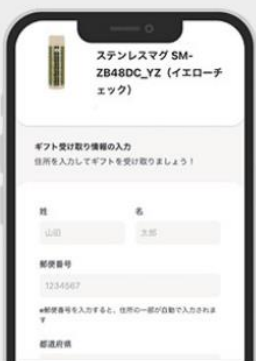 ステンレスマグ SM-
ZB48DC_YZ（イエローチ
ェック）
ギフト受け取り情報の入力
住所を入力してギフトを受け取りましょう！
姓
名
山田
太郎
郵便番号
1234567
※郵便番号を入力すると、住所の一部が自動で入力されま
す
都道府県